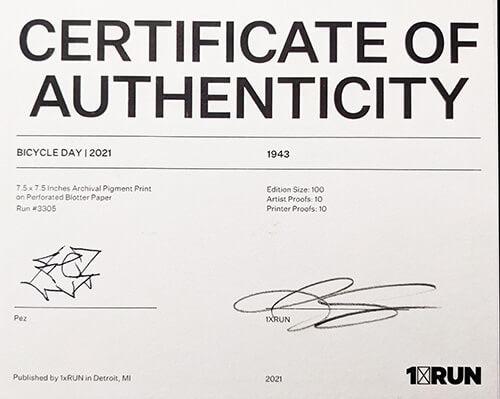 CERTIFICATE OF
AUTHENTICITY
BICYCLE DAY | 2021
1943
7.5 x 7.5 Inches Archival Pigment Print
on Perforated Blotter Paper
Run #3305
Edition Size: 100
Artist Proofs: 10
Printer Proofs: 10
Pez
1XRUN
Published by 1xRUN in Detroit, MI
2021
1XRUN